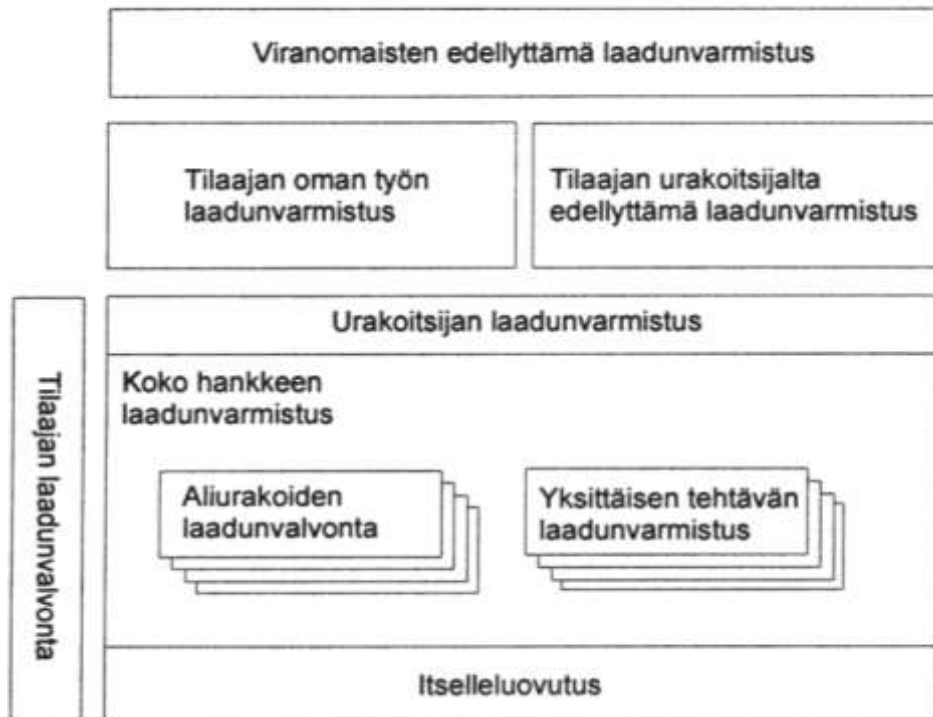 Viranomaisten edellyttämä laadunvarmistus
Tilaajan oman työn
laadunvarmistus
Tilaajan urakoitsijalta
edellyttämä laadunvarmistus
Tilaajan laadunvalvonta
Urakoitsijan laadunvarmistus
Koko hankkeen
laadunvarmistus
Aliurakoiden
laadunvalvonta
Yksittäisen tehtävän
laadunvarmistus
Itselleluovutus